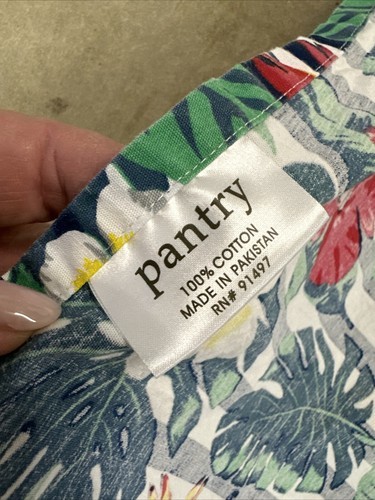 pantry
100% COTTON
MADE IN PAKISTAN
RN# 91497